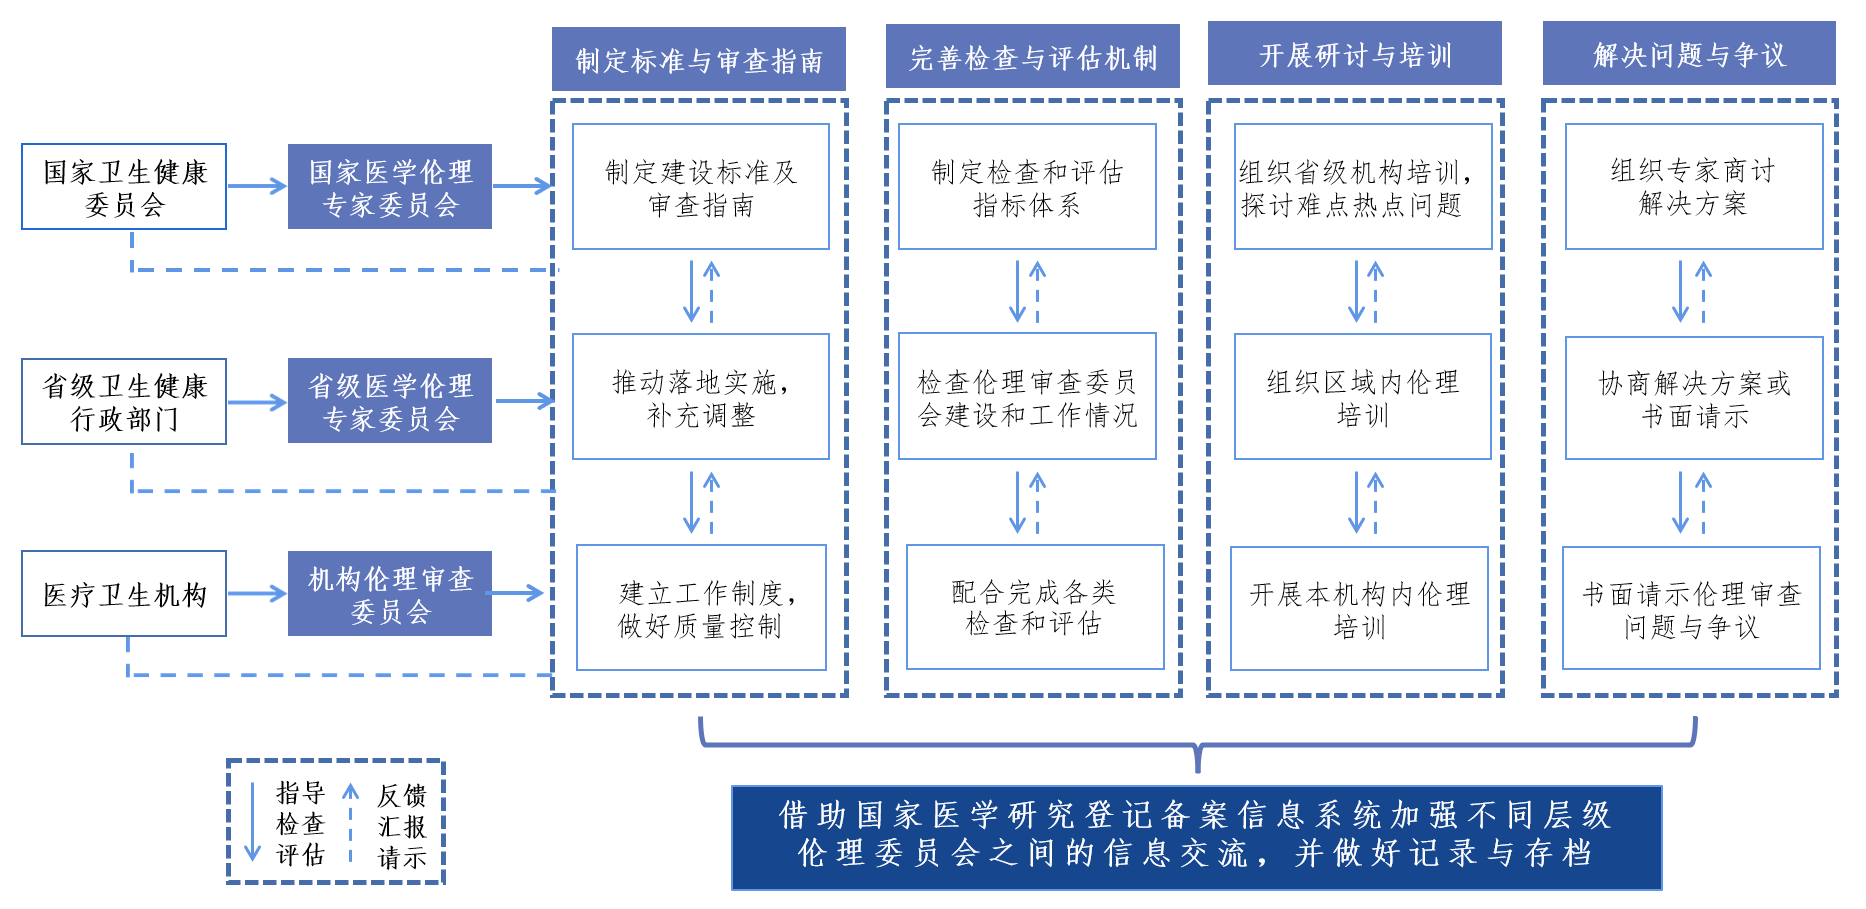 制定标准与审查指南
完善检查与评估机制
开展研讨与培训
解决问题与争议
国家卫生健康
委员会
国家医学伦理
专家委员会
制定建设标准及
审查指南
制定检查和评估
指标体系
组织省级机构培训，
探讨难点热点问题
组织专家商讨
解决方案
省级卫生健康
行政部门
省级医学伦理
专家委员会
推动落地实施，
补充调整
检查伦理审查委员
会建设和工作情况
组织区域内伦理
培训
协商解决方案或
书面请示
医疗卫生机构
机构伦理审查
委员会
建立工作制度，
做好质量控制
配合完成各类
检查和评估
开展本机构内伦理
培训
书面请示伦理审查
问题与争议
指导
检查
评估
反馈
汇报
请示
借助国家医学研究登记备案信息系统加强不同层级
伦理委员会之间的信息交流，并做好记录与存档